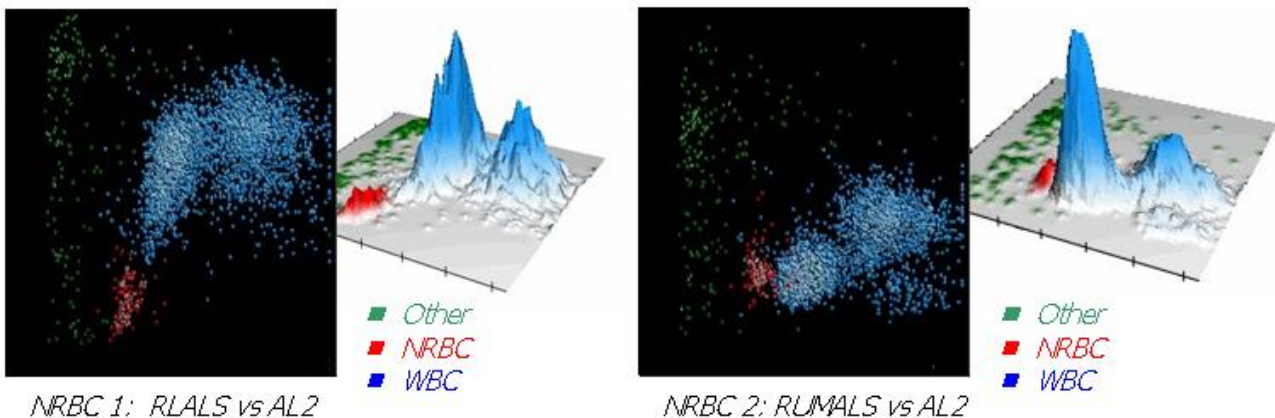 Other
NRBC
WBC
NRBC 1: RLALS vs AL2
Other
NRBC
WBC
NRBC 2: RUMALS vs AL2